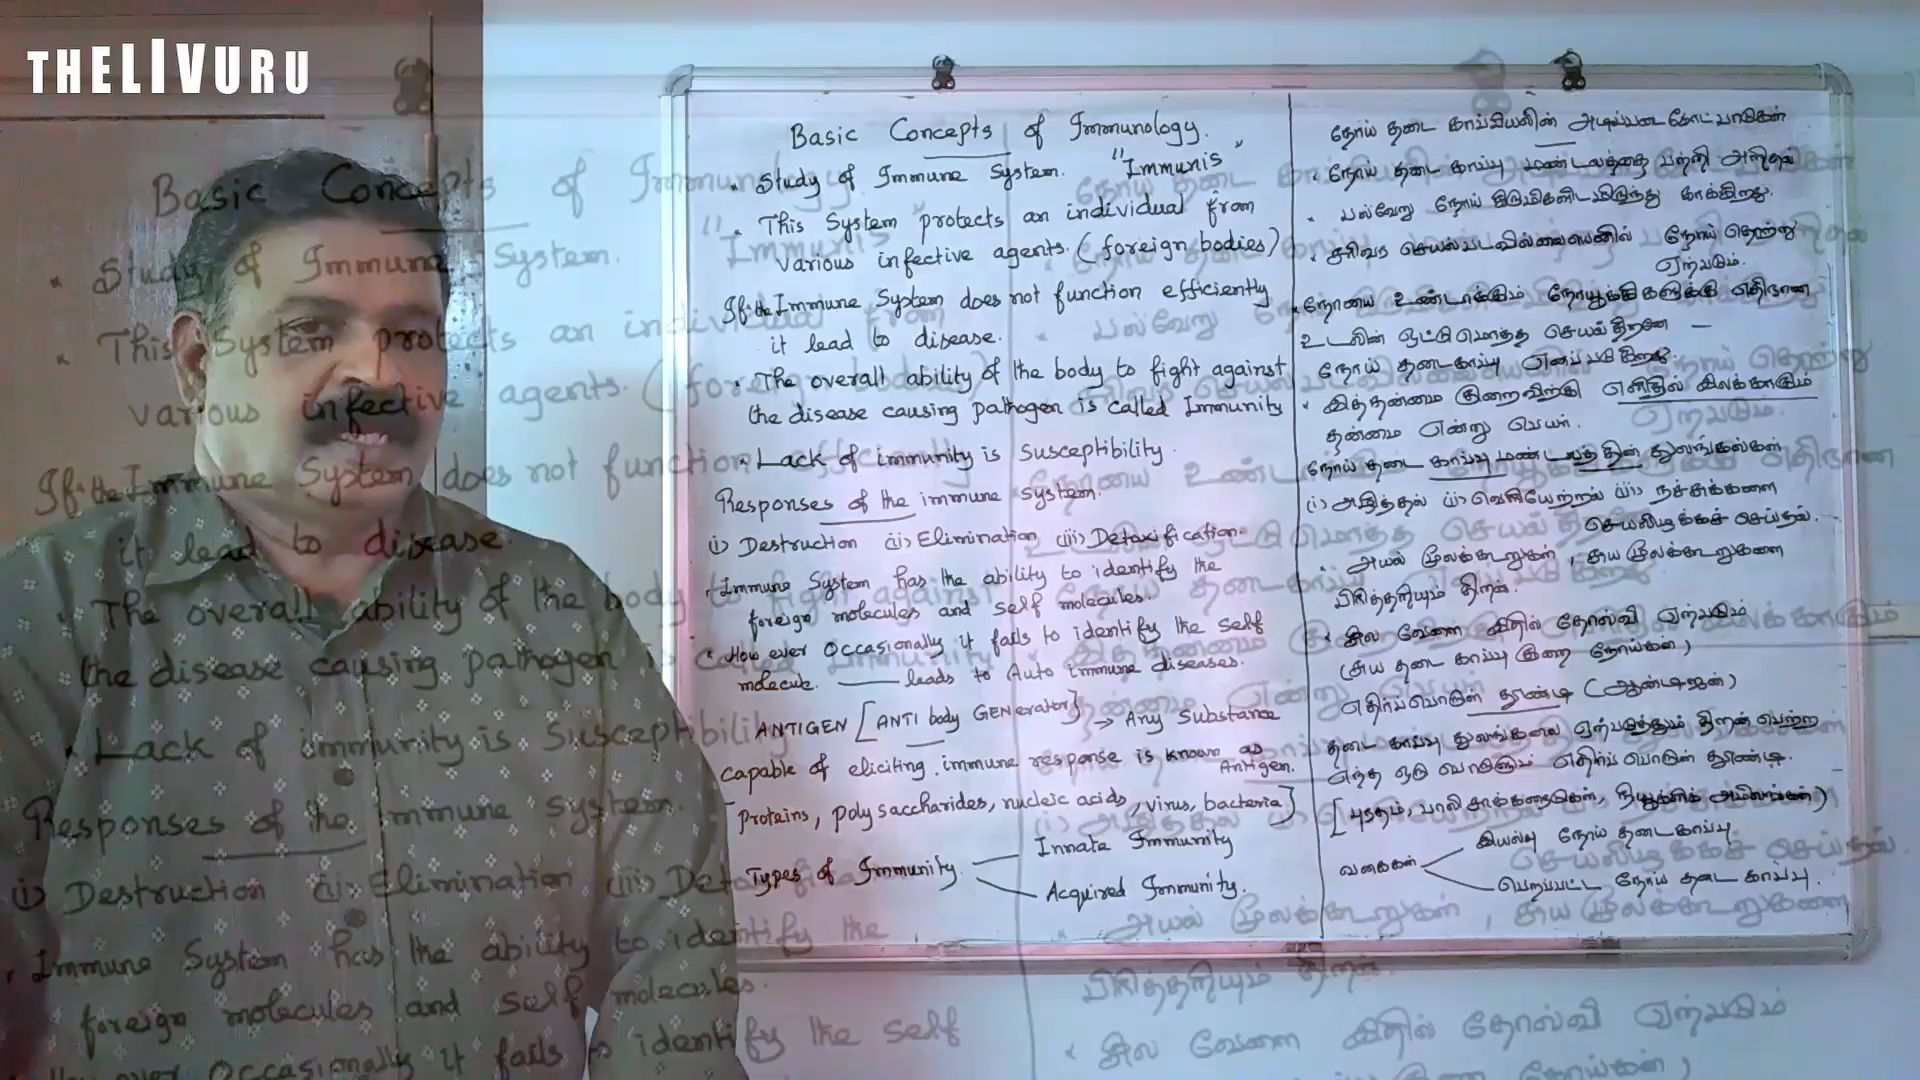 THELIVURU
Basic Concepts of Immunology.
• Study of Immune System. "Immunis"
• This System protects an individual from
various infective agents. (foreign bodies)
If the Immune System does not function efficiently
it lead to disease.
• The overall ability of the body to fight against
the disease causing pathogen is called Immunity
• Lack of immunity is Susceptibility.
Responses of the immune system.
(i) Destruction (ii) Elimination (iii) Detoxification.
• Immune System has the ability to identify the
foreign molecules and self molecules.
• How ever Occasionally it fails to identify the self
molecule. —— leads to Auto immune diseases.
ANTIGEN [ANTI body GENerator] → Any Substance
capable of eliciting immune response is known as
Antigen.
[Proteins, polysaccharides, nucleic acids, virus, bacteria]
Types of Immunity
Innate Immunity
Acquired Immunity.
நோய் தடை காப்பியலின் அடிப்படை கோட்பாடுகள்
• நோய் தடை காப்பு மண்டலத்தை பற்றி அறிதல்
• பல்வேறு நோய் கிருமிகளிடமிருந்து காக்கிறது.
• சரிவர செயல்படவில்லையெனில் நோய் தொற்று
ஏற்படும்.
• நோயை உண்டாக்கும் நோயூக்கிகளுக்கு எதிரான
உடலின் ஒட்டு மொத்த செயல் திறனே —
நோய் தடைகாப்பு எனப்படுகிறது.
• இத்தன்மை குறைவிற்கு எளிதில் இலக்காகும்
தன்மை என்று பெயர்.
நோய் தடை காப்பு மண்டலத்தின் துலங்கல்கள்
(i) அழித்தல் (ii) வெளியேற்றல் (iii) நச்சுக்களை
செயலிழக்கச் செய்தல்.
• அயல் மூலக்கூறுகள், சுய மூலக்கூறுகளை
பிரித்தறியும் திறன்.
• சில வேளை இதில் தோல்வி ஏற்படும்
(சுய தடை காப்பு குறை நோய்கள்)
எதிர்ப்பொருள் தூண்டி (ஆண்டிஜன்)
தடை காப்பு துலங்கலை ஏற்படுத்தும் திறன் பெற்ற
எந்த ஒரு பொருளும் எதிர்ப் பொருள் தூண்டி.
[புரதம், பாலி சாக்கரைடுகள், நியூக்ளிக் அமிலங்கள்)
வகைகள்
இயல்பு நோய் தடைகாப்பு
பெறப்பட்ட நோய் தடை காப்பு.